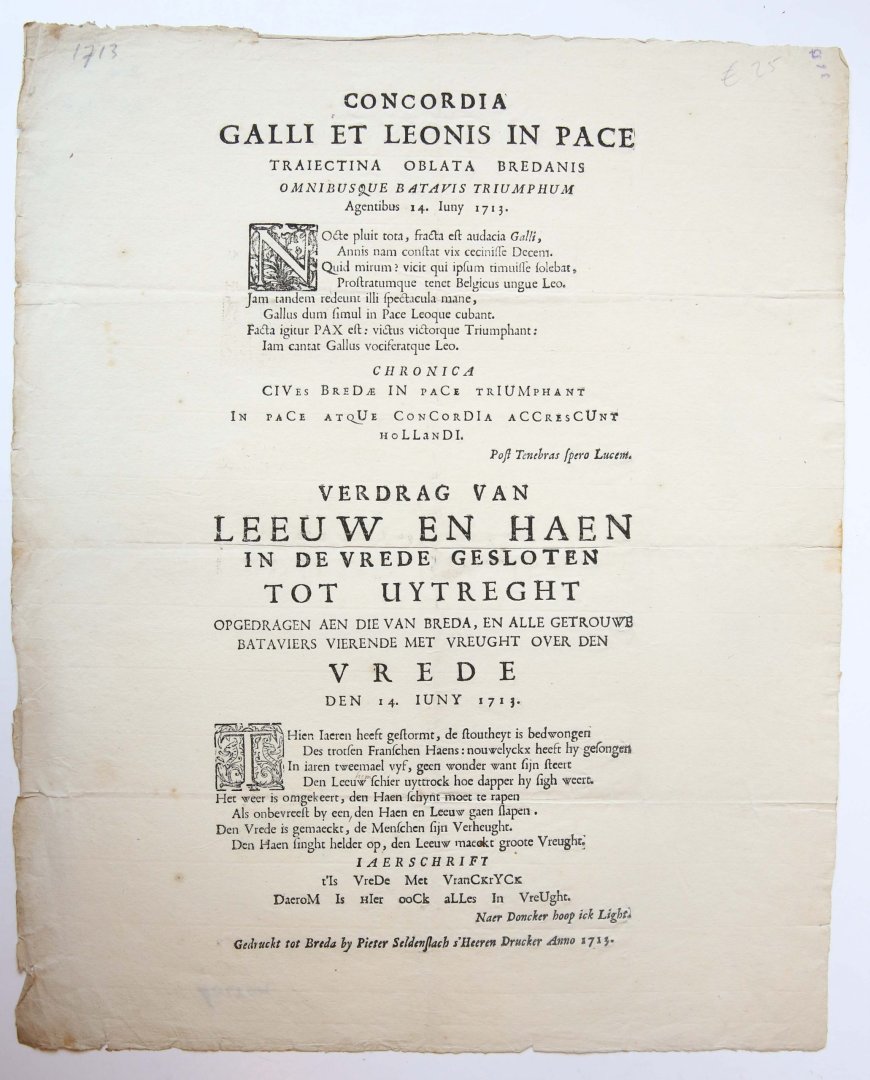 1713
€ 25
CONCORDIA
GALLI ET LEONIS IN PACE
TRAIECTINA OBLATA BREDANIS
OMNIBUSQUE BATAVIS TRIUMPHUM
Agentibus 14. Iuny 1713.
NOcte pluit tota, fracta est audacia Galli,
Annis nam constat vix cecinisse Decem.
Quid mirum? vicit qui ipsum timuisse solebat,
Prostratumque tenet Belgicus ungue Leo.
Jam tandem redeunt illi spectacula mane,
Gallus dum simul in Pace Leoque cubant.
Facta igitur PAX est: victus victorque Triumphant:
Iam cantat Gallus vociferatque Leo.
CHRONICA
CIVes BreDæ IN paCe trIUMphant
In paCe atqUe ConCorDIa aCCresCUnt
hoLLanDI.
Post Tenebras spero Lucem.
VERDRAG VAN
LEEUW EN HAEN
IN DE VREDE GESLOTEN
TOT UYTREGHT
OPGEDRAGEN AEN DIE VAN BREDA, EN ALLE GETROUWE
BATAVIERS VIERENDE MET VREUGHT OVER DEN
VREDE
DEN 14. IUNY 1713.
THien Iaeren heeft gestormt, de stoutheyt is bedwongen
Des trotsen Franschen Haens: nouwelyckx heeft hy gesongen
In iaren tweemael vyf, geen wonder want sijn steert
Den Leeuw schier uyttrock hoe dapper hy sigh weert.
Het weer is omgekeert, den Haen schynt moet te rapen
Als onbevreest by een, den Haen en Leeuw gaen slapen.
Den Vrede is gemaeckt, de Menschen sijn Verheught.
Den Haen singht helder op, den Leeuw maeckt groote Vreught.
IAERSCHRIFT
t'Is VreDe Met VranCkrYCk
DaeroM Is HIer ooCk aLLes In VreUght.
Naer Doncker hoop ick Light.
Gedruckt tot Breda by Pieter Seldenslach s'Heeren Drucker Anno 1713.